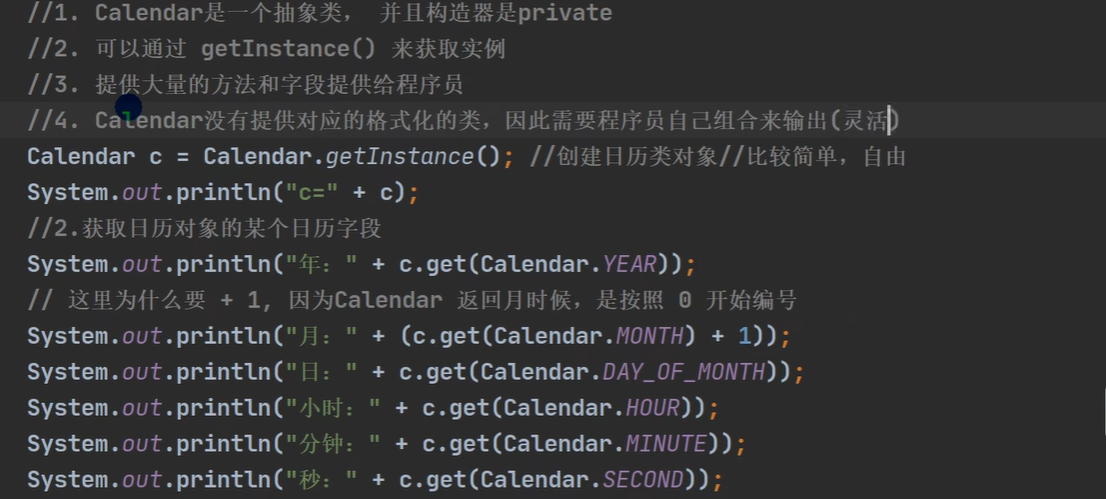 //1. Calendar是一个抽象类， 并且构造器是private
//2. 可以通过 getInstance() 来获取实例
//3. 提供大量的方法和字段提供给程序员
//4. Calendar没有提供对应的格式化的类，因此需要程序员自己组合来输出(灵活)
Calendar c = Calendar.getInstance(); //创建日历类对象//比较简单，自由
System.out.println("c=" + c);
//2.获取日历对象的某个日历字段
System.out.println("年：" + c.get(Calendar.YEAR));
// 这里为什么要 + 1, 因为Calendar 返回月时候，是按照 0 开始编号
System.out.println("月：" + (c.get(Calendar.MONTH) + 1));
System.out.println("日：" + c.get(Calendar.DAY_OF_MONTH));
System.out.println("小时：" + c.get(Calendar.HOUR));
System.out.println("分钟：" + c.get(Calendar.MINUTE));
System.out.println("秒：" + c.get(Calendar.SECOND));